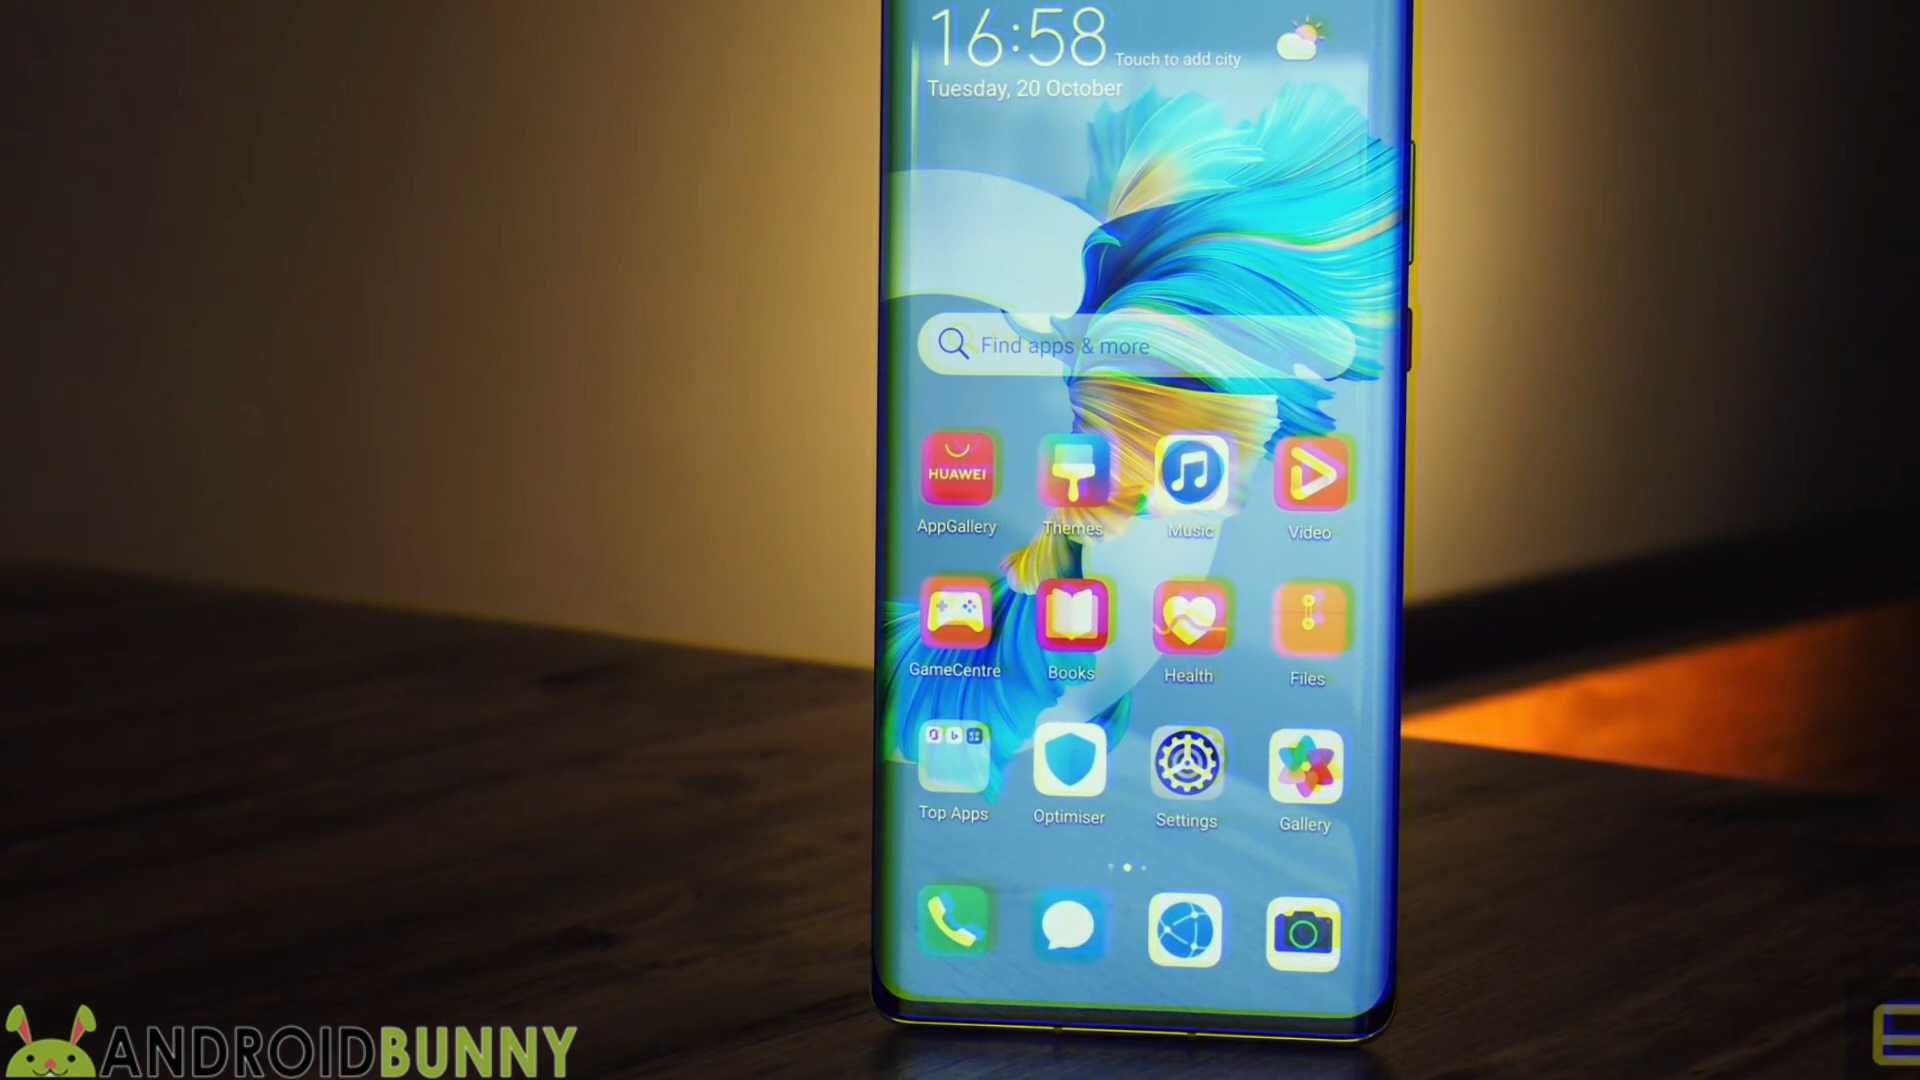 16:58
Touch to add city
Tuesday, 20 October
Find apps & more
HUAWEI
AppGallery
Themes
Music
Video
GameCentre
Books
Health
Files
Top Apps
Optimiser
Settings
Gallery
ANDROIDBUNNY